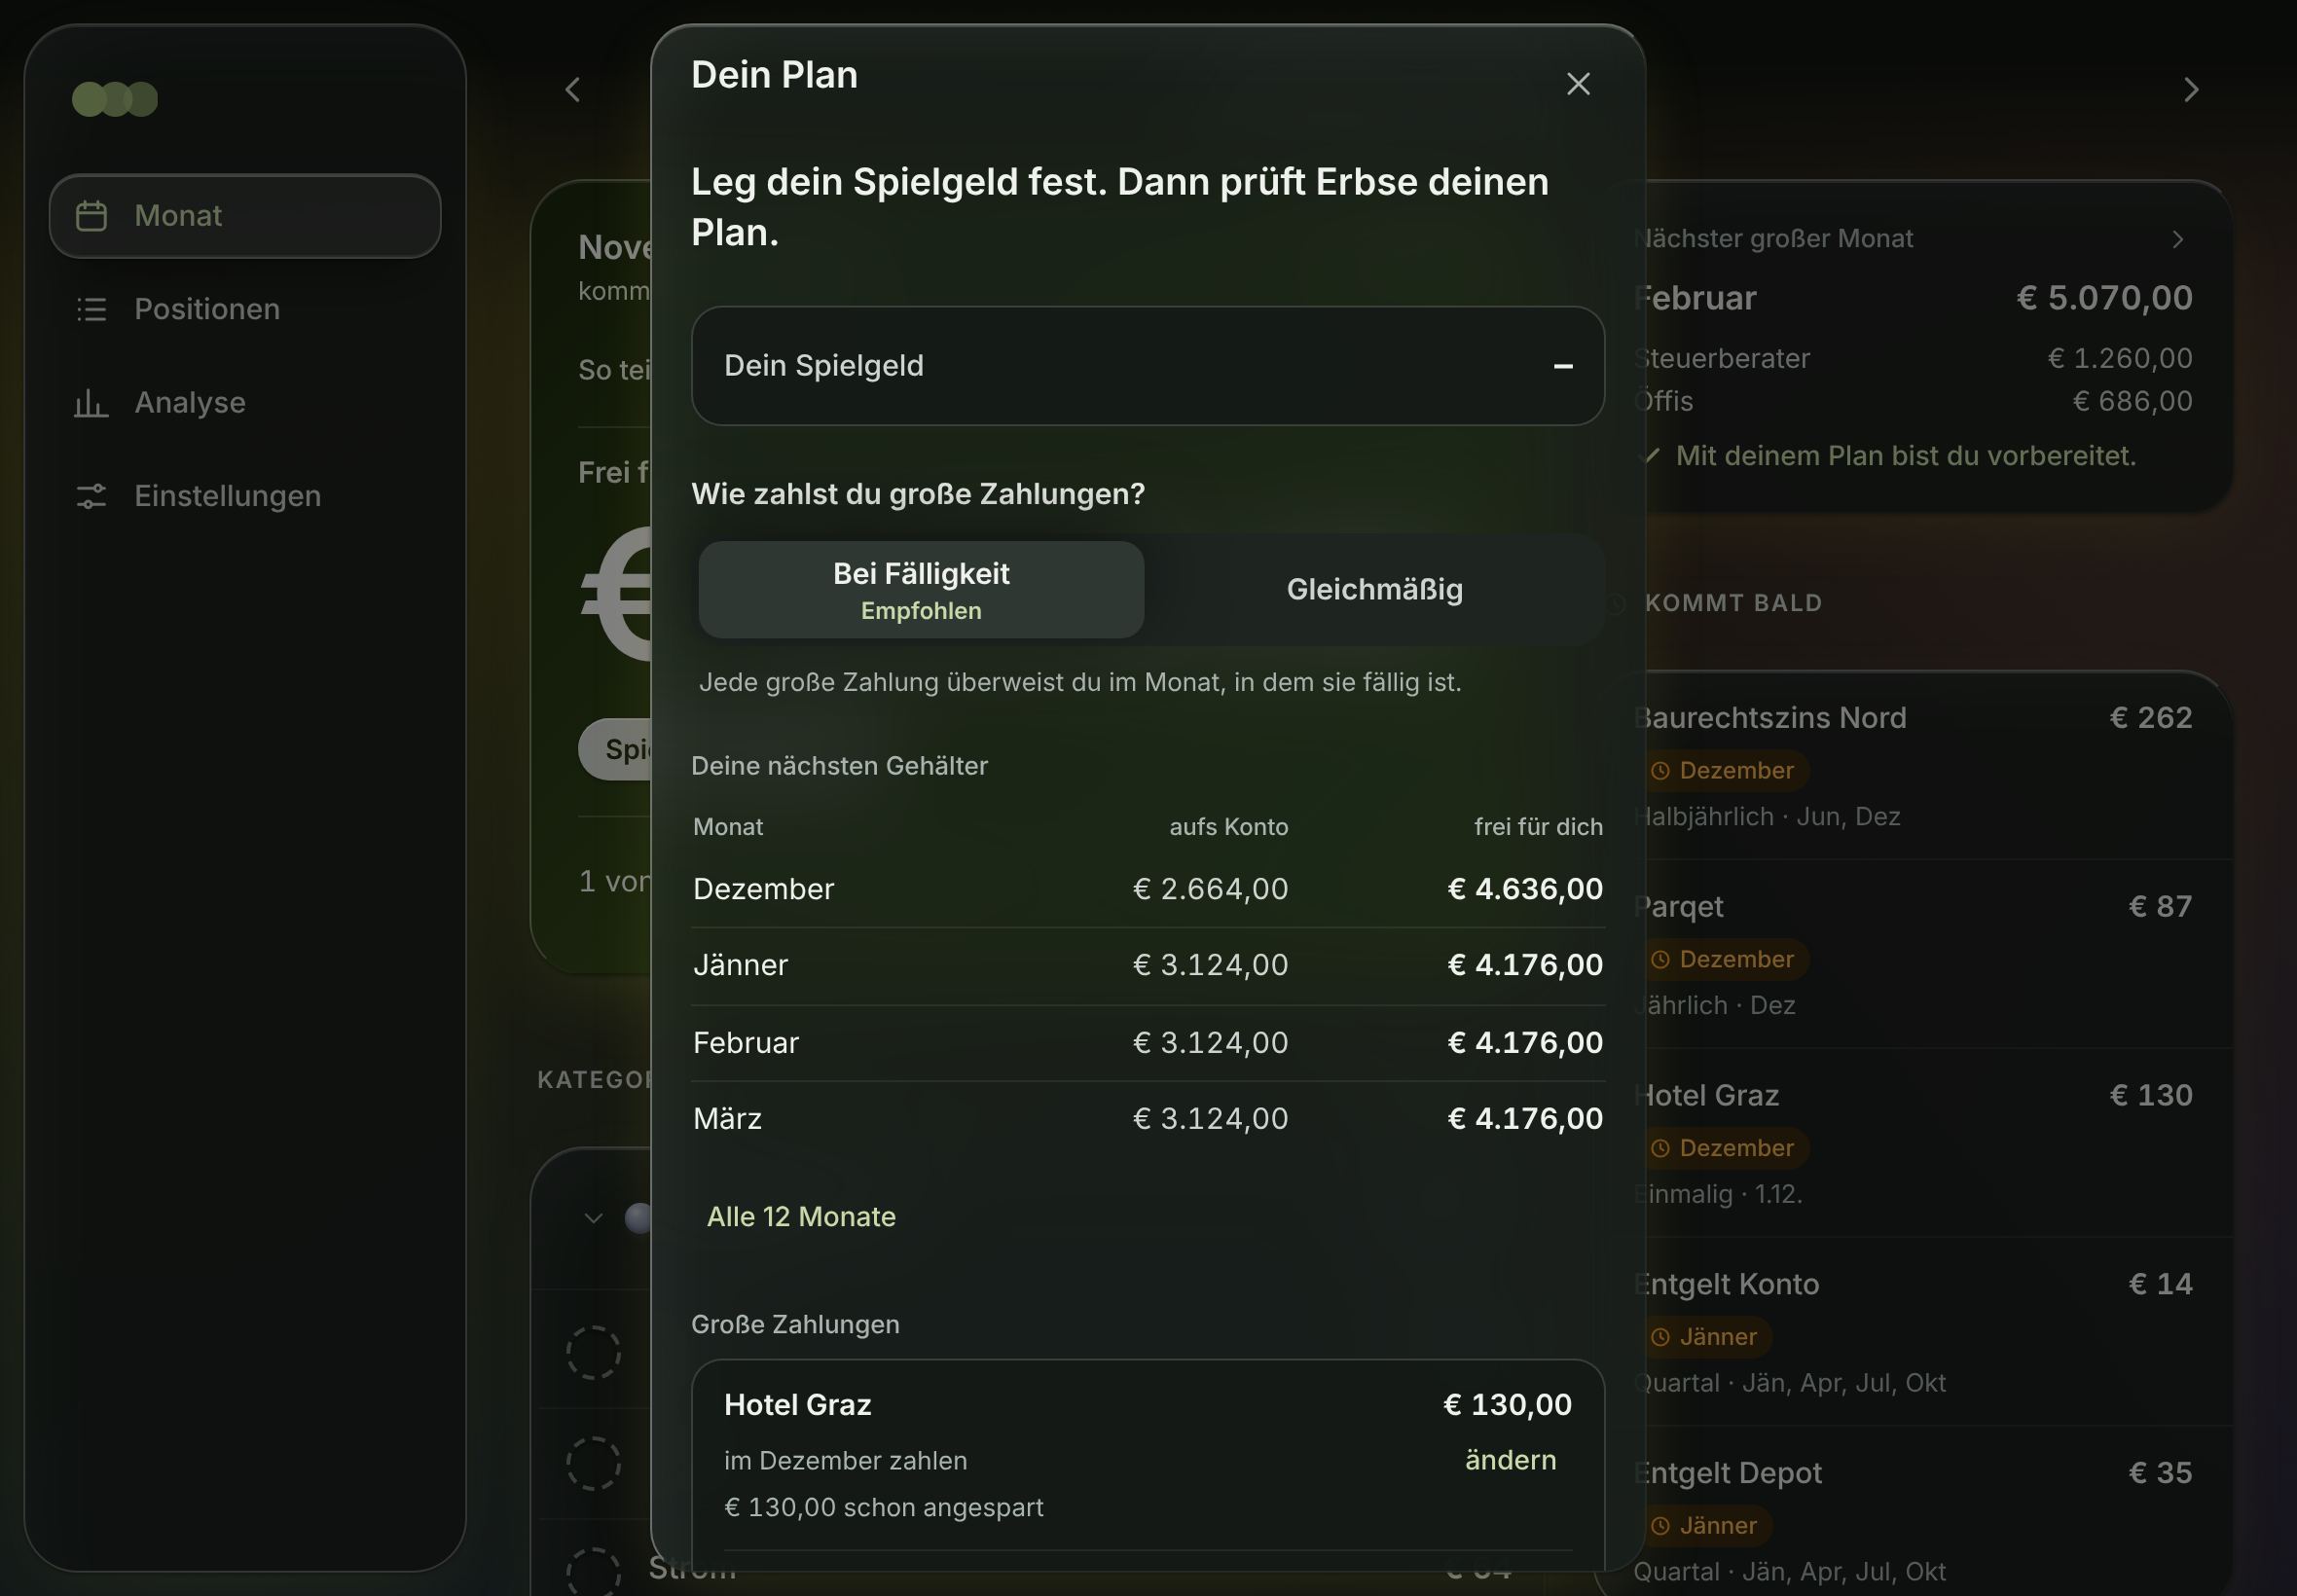 Monat
Positionen
Analyse
Einstellungen
Dein Plan
Leg dein Spielgeld fest. Dann prüft Erbse deinen
Plan.
Dein Spielgeld –
Wie zahlst du große Zahlungen?
Bei Fälligkeit
Empfohlen
Gleichmäßig
Jede große Zahlung überweist du im Monat, in dem sie fällig ist.
Deine nächsten Gehälter
Monat aufs Konto frei für dich
Dezember € 2.664,00 € 4.636,00
Jänner € 3.124,00 € 4.176,00
Februar € 3.124,00 € 4.176,00
März € 3.124,00 € 4.176,00
Alle 12 Monate
Große Zahlungen
Hotel Graz € 130,00
im Dezember zahlen ändern
€ 130,00 schon angespart
So
€
1
Nächster großer Monat
Februar € 5.070,00
Steuerberater € 1.260,00
Öffis € 686,00
Mit deinem Plan bist du vorbereitet.
KOMMT BALD
Baurechtszins Nord € 262
Dezember
Halbjährlich · Jun, Dez
Parqet € 87
Dezember
Jährlich · Dez
Hotel Graz € 130
Dezember
Einmalig · 1.12.
Entgelt Konto € 14
Jänner
Quartal · Jän, Apr, Jul, Okt
Entgelt Depot € 35
Jänner
Quartal · Jän, Apr, Jul, Okt